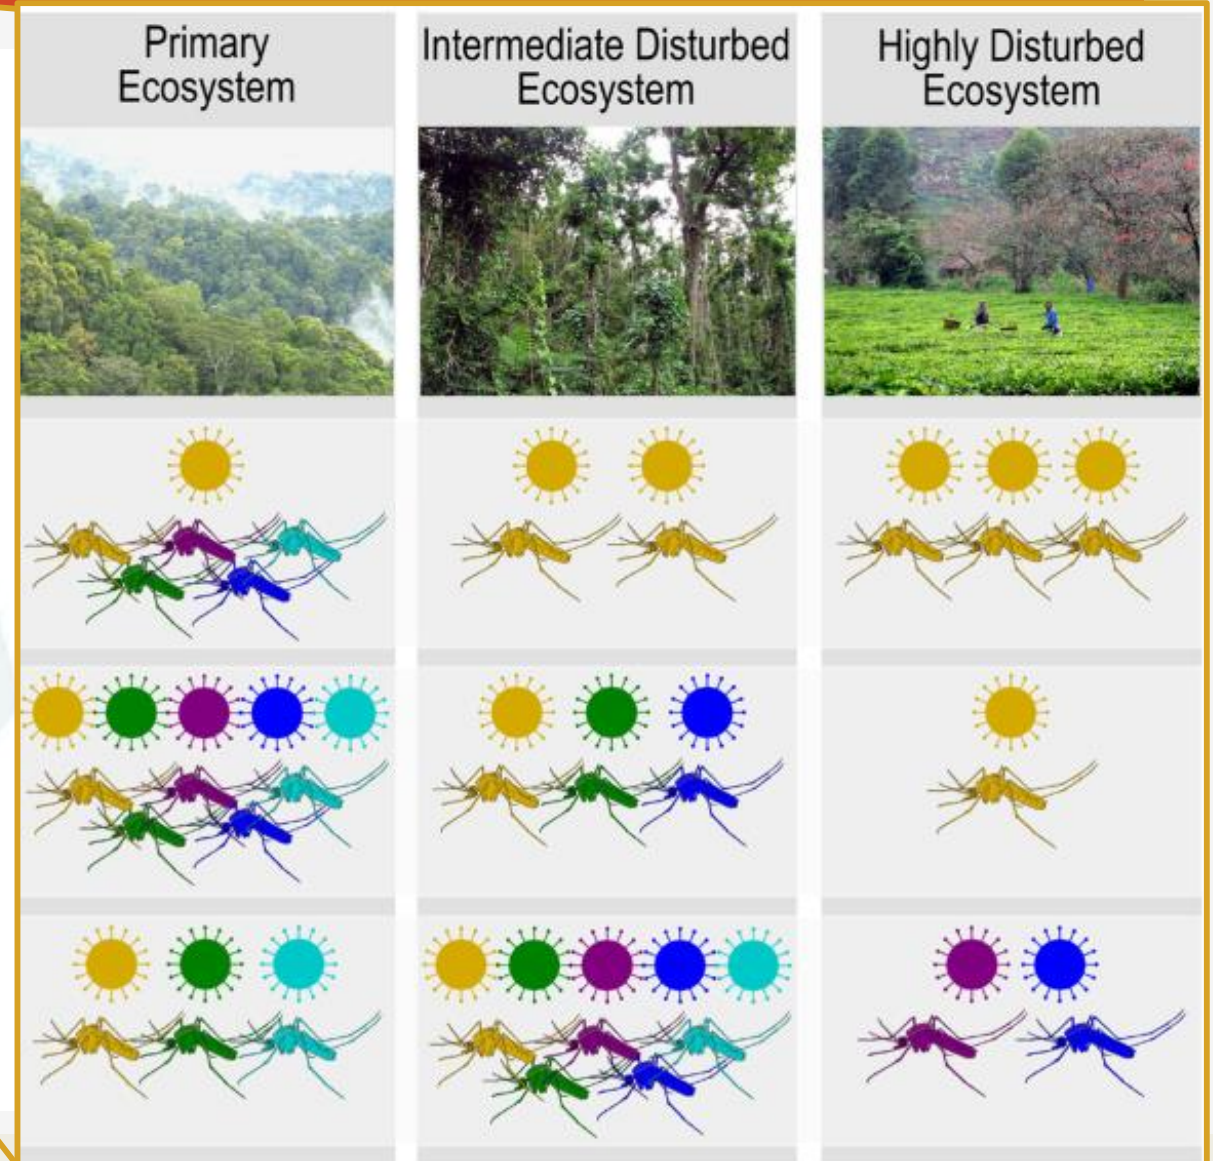 Primary
Ecosystem
Intermediate Disturbed
Ecosystem
Highly Disturbed
Ecosystem